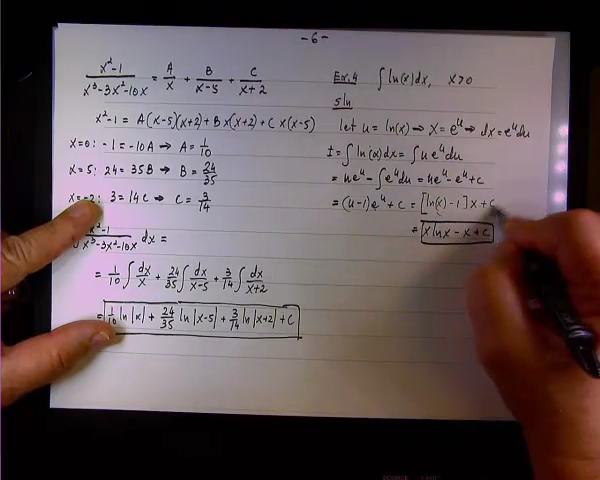 -6-
x²-1 / x³-3x²-10x = A/x + B/x-5 + C/x+2
x²-1 = A(x-5)(x+2) + Bx(x+2) + Cx(x-5)
x=0: -1=-10A ⇒ A=1/10
x=5: 24=35B ⇒ B=24/35
x=-2: 3=14C ⇒ C=3/14
∫ x²-1 / x³-3x²-10x dx =
= 1/10 ∫ dx/x + 24/35 ∫ dx/x-5 + 3/14 ∫ dx/x+2
= 1/10 ln|x| + 24/35 ln|x-5| + 3/14 ln|x+2| + C
Ex.4 ∫ ln(x)dx, x>0
Sln
let u = ln(x) ⇒ x = e^u ⇒ dx = e^u du
I = ∫ ln(x)dx = ∫ u e^u du
= ue^u - ∫ e^u du = ue^u - e^u + C
= (u-1)e^u + C = [ln(x)-1]x + C
= x ln x - x + C